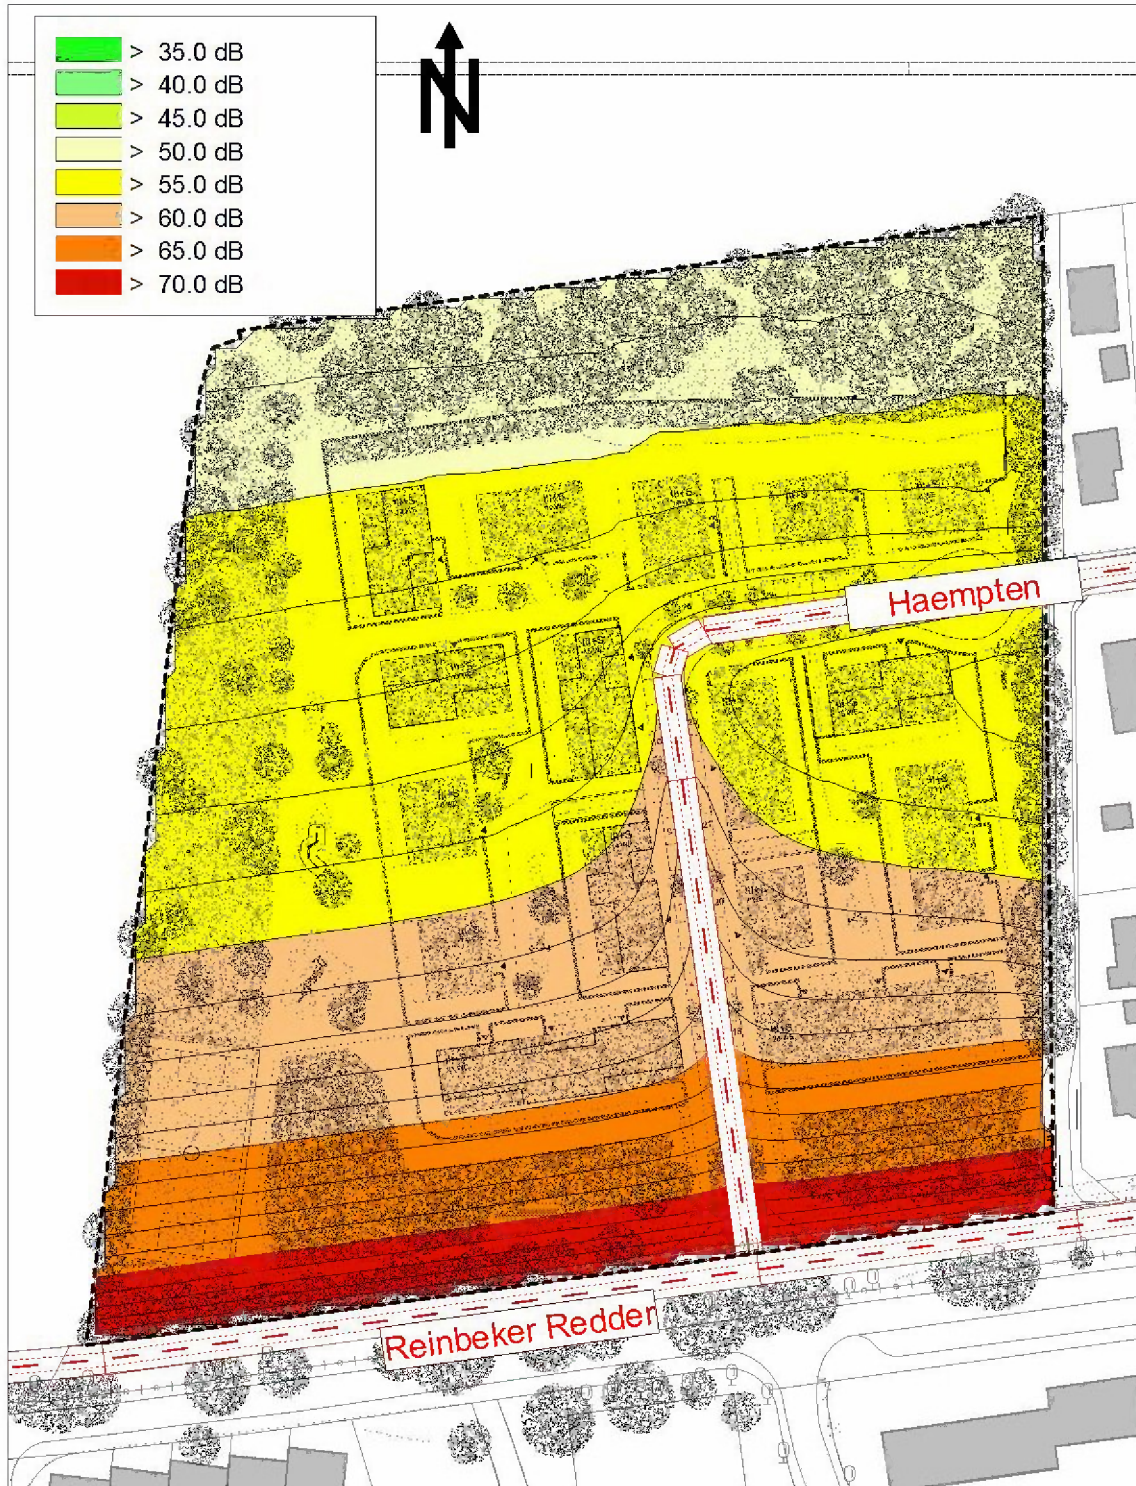 > 35.0 dB
> 40.0 dB
> 45.0 dB
> 50.0 dB
> 55.0 dB
> 60.0 dB
> 65.0 dB
> 70.0 dB
N
Haempten
Reinbeker Redder